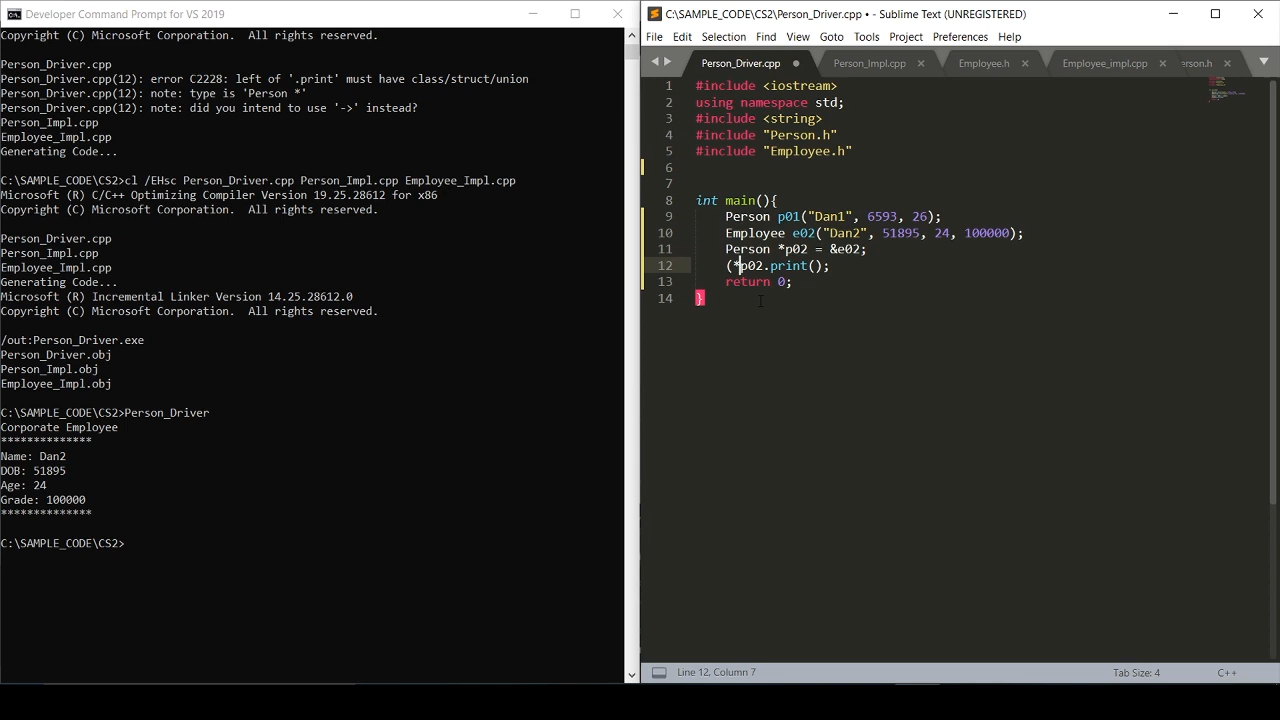 Developer Command Prompt for VS 2019
Copyright (C) Microsoft Corporation.  All rights reserved.
Person_Driver.cpp
Person_Driver.cpp(12): error C2228: left of '.print' must have class/struct/union
Person_Driver.cpp(12): note: type is 'Person *'
Person_Driver.cpp(12): note: did you intend to use '->' instead?
Person_Impl.cpp
Employee_Impl.cpp
Generating Code...
C:\SAMPLE_CODE\CS2>cl /EHsc Person_Driver.cpp Person_Impl.cpp Employee_Impl.cpp
Microsoft (R) C/C++ Optimizing Compiler Version 19.25.28612 for x86
Copyright (C) Microsoft Corporation.  All rights reserved.
Person_Driver.cpp
Person_Impl.cpp
Employee_Impl.cpp
Generating Code...
Microsoft (R) Incremental Linker Version 14.25.28612.0
Copyright (C) Microsoft Corporation.  All rights reserved.
/out:Person_Driver.exe
Person_Driver.obj
Person_Impl.obj
Employee_Impl.obj
C:\SAMPLE_CODE\CS2>Person_Driver
Corporate Employee
**************
Name: Dan2
DOB: 51895
Age: 24
Grade: 100000
**************
C:\SAMPLE_CODE\CS2>
C:\SAMPLE_CODE\CS2\Person_Driver.cpp • - Sublime Text (UNREGISTERED)
File Edit Selection Find View Goto Tools Project Preferences Help
Person_Driver.cpp Person_Impl.cpp Employee.h Employee_impl.cpp erson.h
1 #include <iostream>
2 using namespace std;
3 #include <string>
4 #include "Person.h"
5 #include "Employee.h"
6
7
8 int main(){
9 Person p01("Dan1", 6593, 26);
10 Employee e02("Dan2", 51895, 24, 100000);
11 Person *p02 = &e02;
12 (*p02.print();
13 return 0;
14 }
Line 12, Column 7 Tab Size: 4 C++